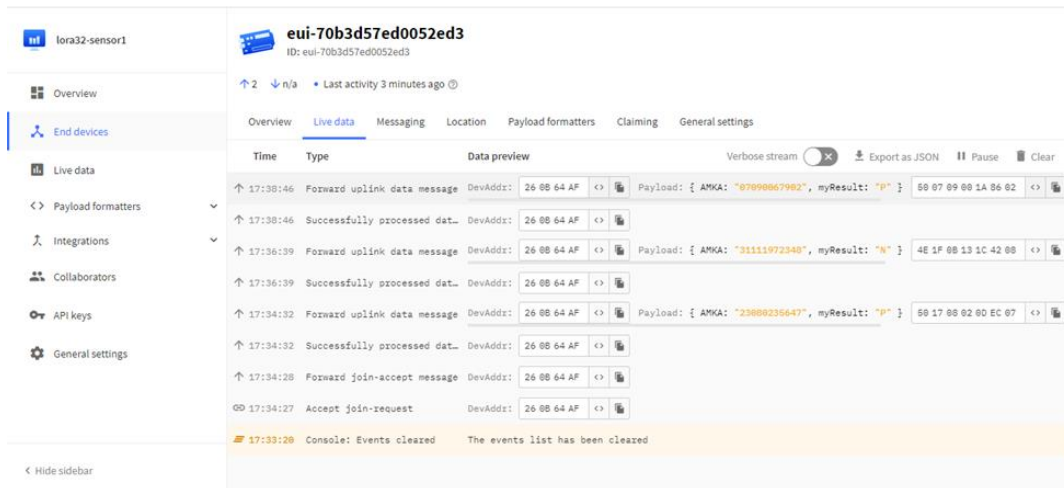 lora32-sensor1
Overview
End devices
Live data
Payload formatters
Integrations
Collaborators
API keys
General settings
Hide sidebar
eui-70b3d57ed0052ed3
ID: eui-70b3d57ed0052ed3
2 n/a • Last activity 3 minutes ago
Overview Live data Messaging Location Payload formatters Claiming General settings
Time Type Data preview Verbose stream Export as JSON Pause Clear
17:38:46 Forward uplink data message DevAddr: 26 0B 64 AF <> Payload: { AMKA: "07090067902", myResult: "P" } 50 07 09 00 1A 86 02 <>
17:38:46 Successfully processed dat… DevAddr: 26 0B 64 AF <>
17:36:39 Forward uplink data message DevAddr: 26 0B 64 AF <> Payload: { AMKA: "31111972340", myResult: "N" } 4E 1F 0B 13 1C 42 08 <>
17:36:39 Successfully processed dat… DevAddr: 26 0B 64 AF <>
17:34:32 Forward uplink data message DevAddr: 26 0B 64 AF <> Payload: { AMKA: "23080235647", myResult: "P" } 50 17 08 02 0D EC 07 <>
17:34:32 Successfully processed dat… DevAddr: 26 0B 64 AF <>
17:34:28 Forward join-accept message DevAddr: 26 0B 64 AF <>
17:34:27 Accept join-request DevAddr: 26 0B 64 AF <>
17:33:20 Console: Events cleared The events list has been cleared